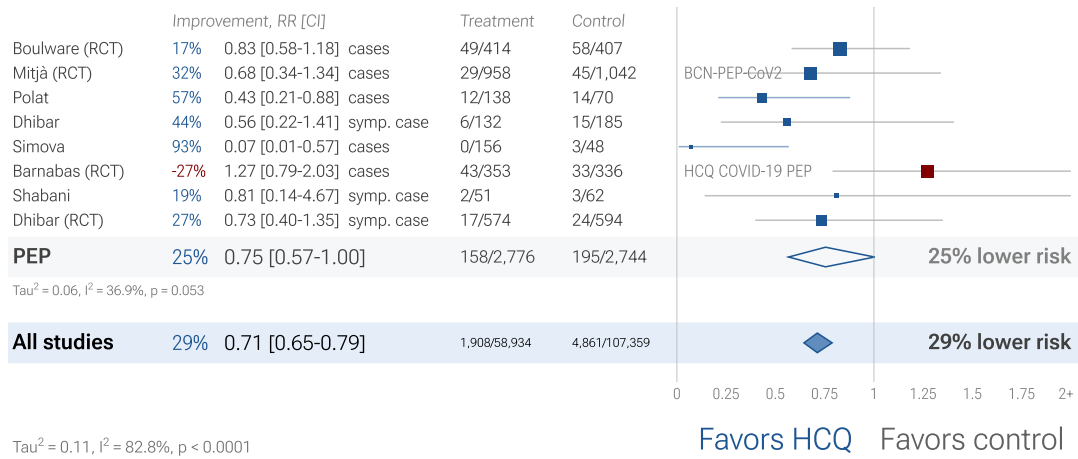 Improvement, RR [CI] Treatment Control
Boulware (RCT) 17% 0.83 [0.58-1.18] cases 49/414 58/407
Mitjà (RCT) 32% 0.68 [0.34-1.34] cases 29/958 45/1,042 BCN-PEP-CoV2
Polat 57% 0.43 [0.21-0.88] cases 12/138 14/70
Dhibar 44% 0.56 [0.22-1.41] symp. case 6/132 15/185
Simova 93% 0.07 [0.01-0.57] cases 0/156 3/48
Barnabas (RCT) -27% 1.27 [0.79-2.03] cases 43/353 33/336 HCQ COVID-19 PEP
Shabani 19% 0.81 [0.14-4.67] symp. case 2/51 3/62
Dhibar (RCT) 27% 0.73 [0.40-1.35] symp. case 17/574 24/594
PEP 25% 0.75 [0.57-1.00] 158/2,776 195/2,744 25% lower risk
Tau² = 0.06, I² = 36.9%, p = 0.053
All studies 29% 0.71 [0.65-0.79] 1,908/58,934 4,861/107,359 29% lower risk
0 0.25 0.5 0.75 1 1.25 1.5 1.75 2+
Tau² = 0.11, I² = 82.8%, p < 0.0001 Favors HCQ Favors control